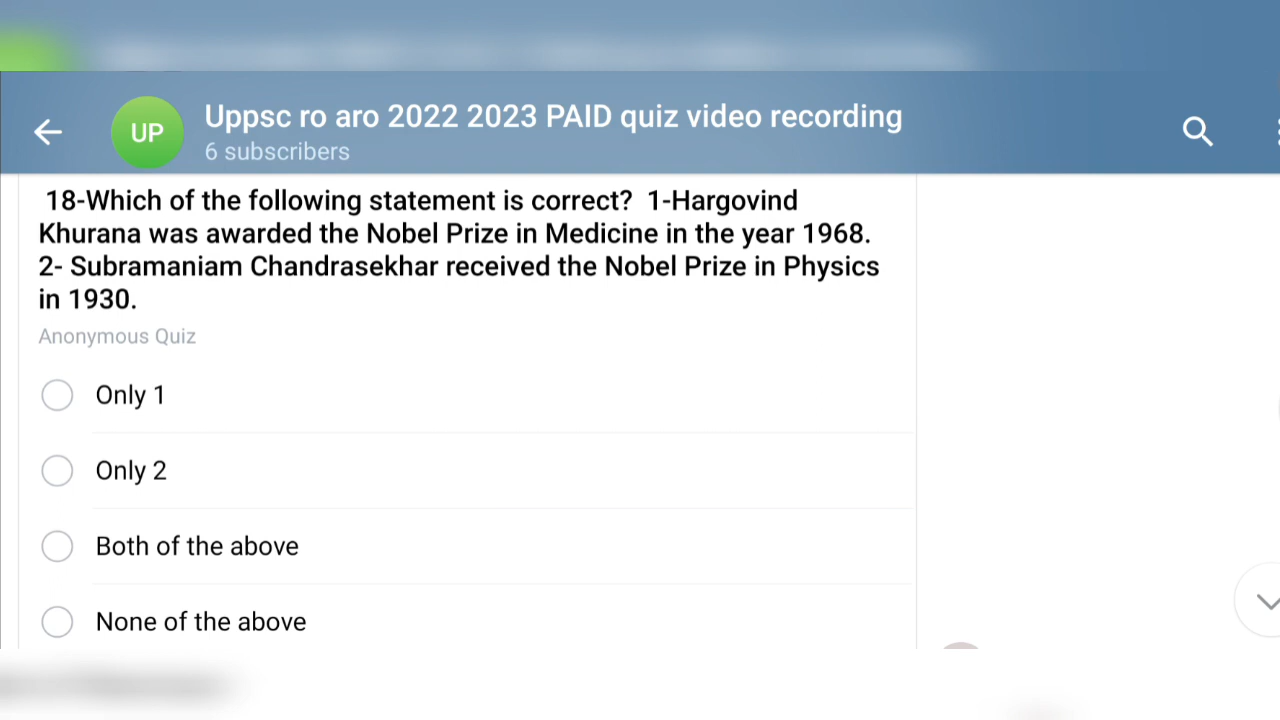 UP
Uppsc ro aro 2022 2023 PAID quiz video recording
6 subscribers
18-Which of the following statement is correct? 1-Hargovind
Khurana was awarded the Nobel Prize in Medicine in the year 1968.
2- Subramaniam Chandrasekhar received the Nobel Prize in Physics
in 1930.
Anonymous Quiz
Only 1
Only 2
Both of the above
None of the above